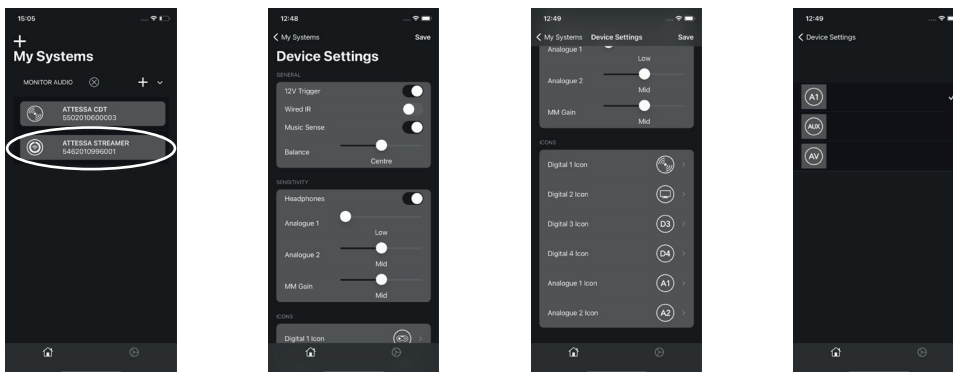 15:05
My Systems
MONITOR AUDIO
ATTESSA CDT
5502010600003
ATTESSA STREAMER
5462010996001
12:48
My Systems
Save
Device Settings
GENERAL
12V Trigger
Wired IR
Music Sense
Balance
Centre
SENSITIVITY
Headphones
Analogue 1
Low
Analogue 2
Mid
MM Gain
Mid
ICONS
Digital 1 Icon
12:49
My Systems Device Settings Save
Analogue 1
Low
Analogue 2
Mid
MM Gain
Mid
ICONS
Digital 1 Icon
Digital 2 Icon
Digital 3 Icon D3
Digital 4 Icon D4
Analogue 1 Icon A1
Analogue 2 Icon A2
12:49
Device Settings
A1
AUX
AV